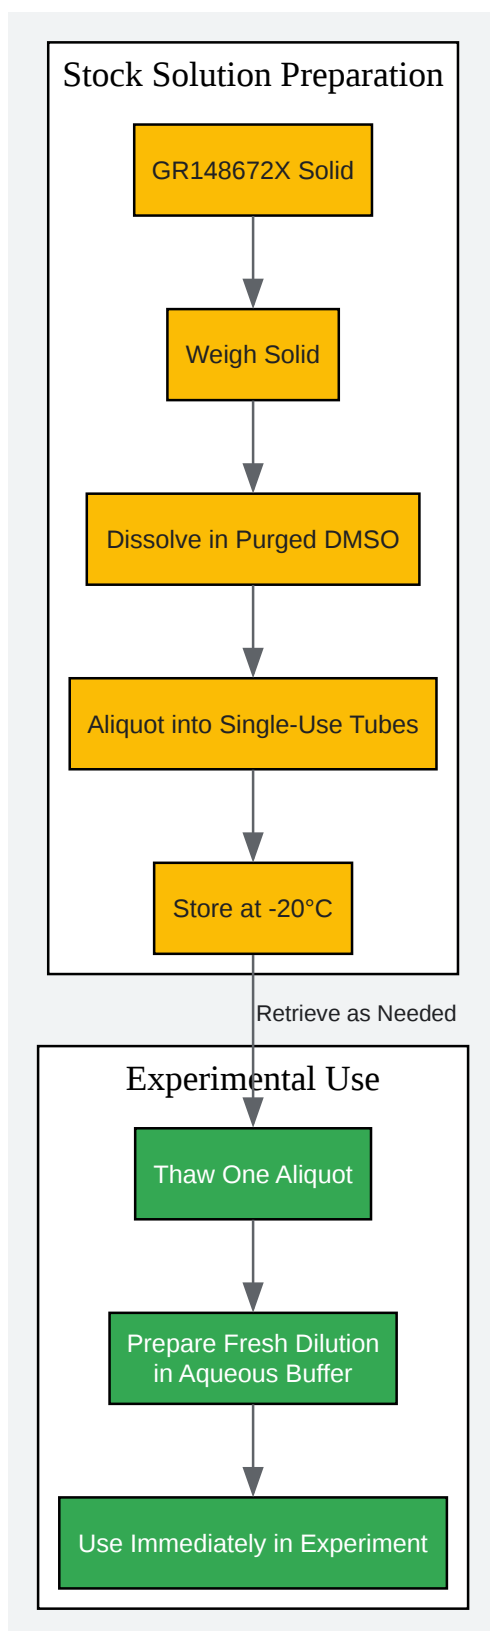 Stock Solution Preparation
GR148672X Solid
Weigh Solid
Dissolve in Purged DMSO
Aliquot into Single-Use Tubes
Store at -20°C
Retrieve as Needed
Experimental Use
Thaw One Aliquot
Prepare Fresh Dilution
in Aqueous Buffer
Use Immediately in Experiment